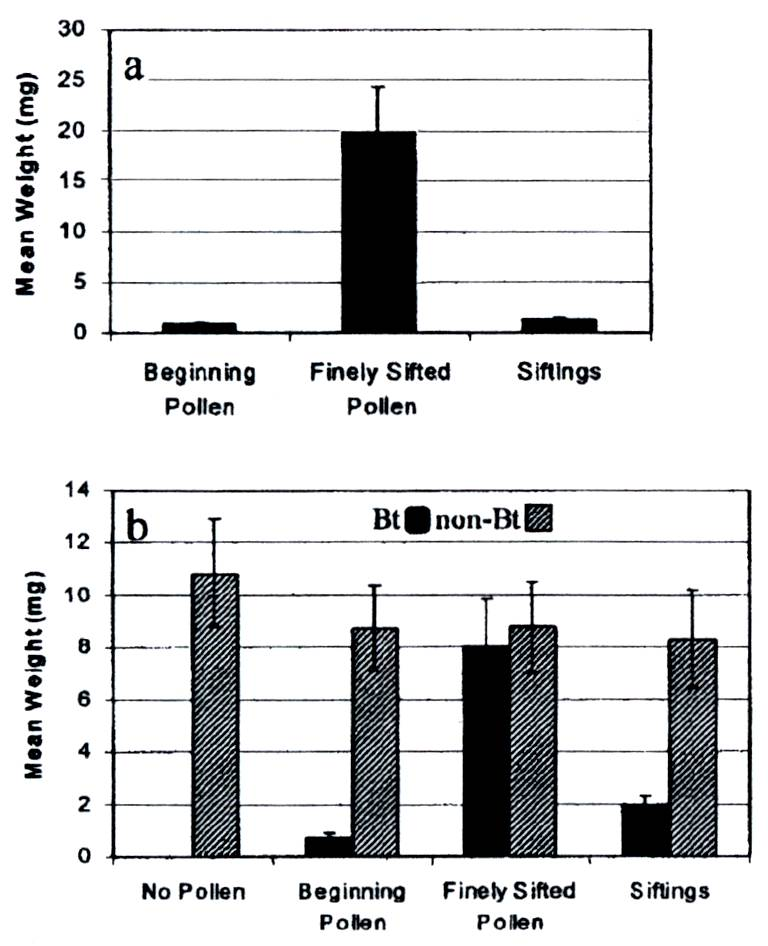 30
a
25
20
15
10
5
0
Mean Weight (mg)
Beginning Pollen
Finely Sifted Pollen
Siftings
14
b
Bt non-Bt
12
10
8
6
4
2
0
Mean Weight (mg)
No Pollen
Beginning Pollen
Finely Sifted Pollen
Siftings